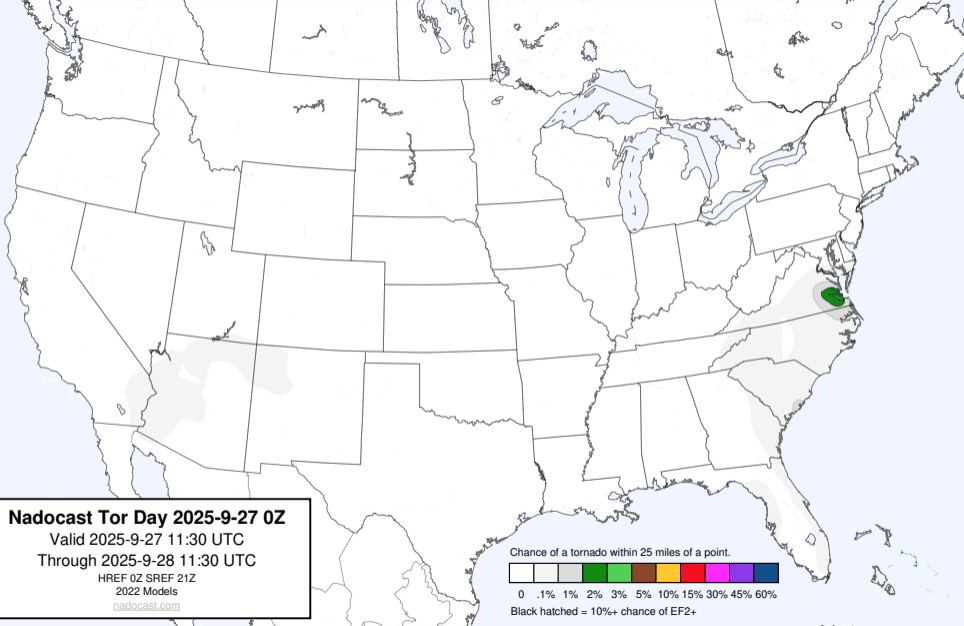 Nadocast Tor Day 2025-9-27 0Z
Valid 2025-9-27 11:30 UTC
Through 2025-9-28 11:30 UTC
HREF 0Z SREF 21Z
2022 Models
nadocast.com
Chance of a tornado within 25 miles of a point.
0 .1% 1% 2% 3% 5% 10% 15% 30% 45% 60%
Black hatched = 10%+ chance of EF2+